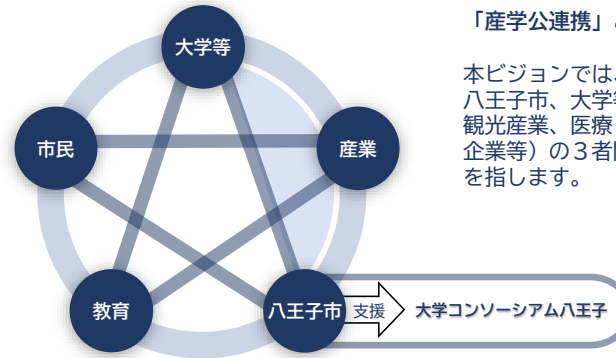 大学等
市民
産業
教育
八王子市
支援
大学コンソーシアム八王子
「産学公連携」
本ビジョンでは、
八王子市、大学等
観光産業、医療
企業等）の３者
を指します。